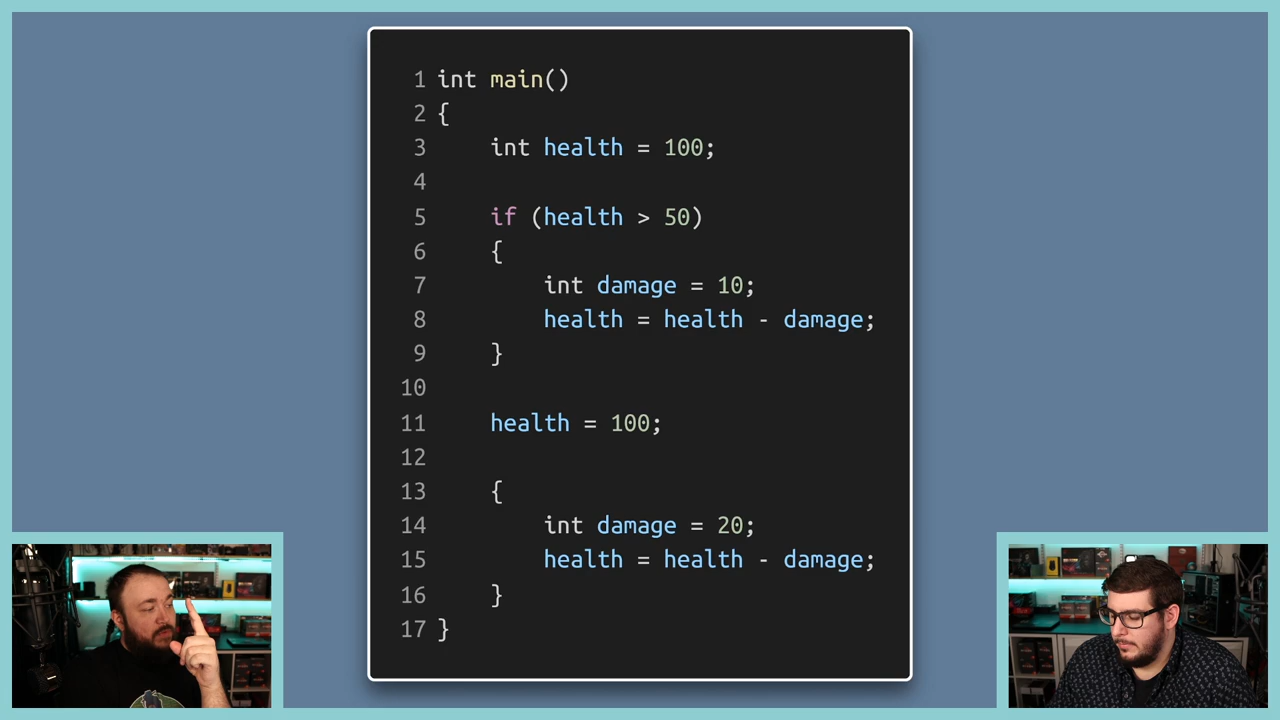 1 int main()
2 {
3     int health = 100;
4
5     if (health > 50)
6     {
7         int damage = 10;
8         health = health - damage;
9     }
10
11     health = 100;
12
13     {
14         int damage = 20;
15         health = health - damage;
16     }
17 }